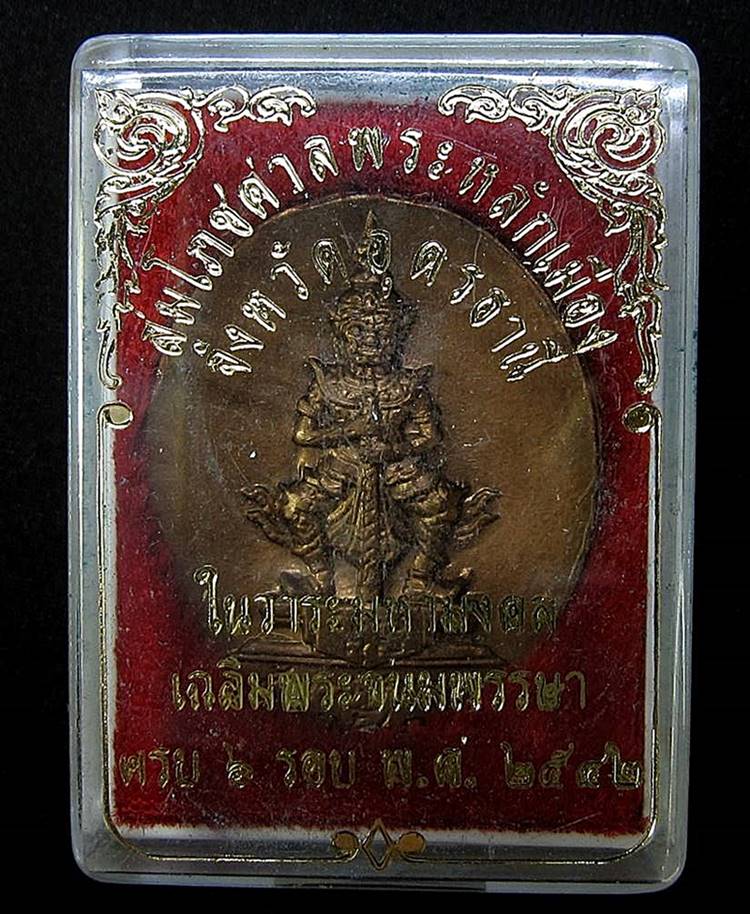 สมโภชศาลพระหลักเมือง
จังหวัดอุดรธานี
ในวาระมหามงคล
เฉลิมพระชนมพรรษา
ครบ ๖ รอบ พ.ศ. ๒๕๔๒